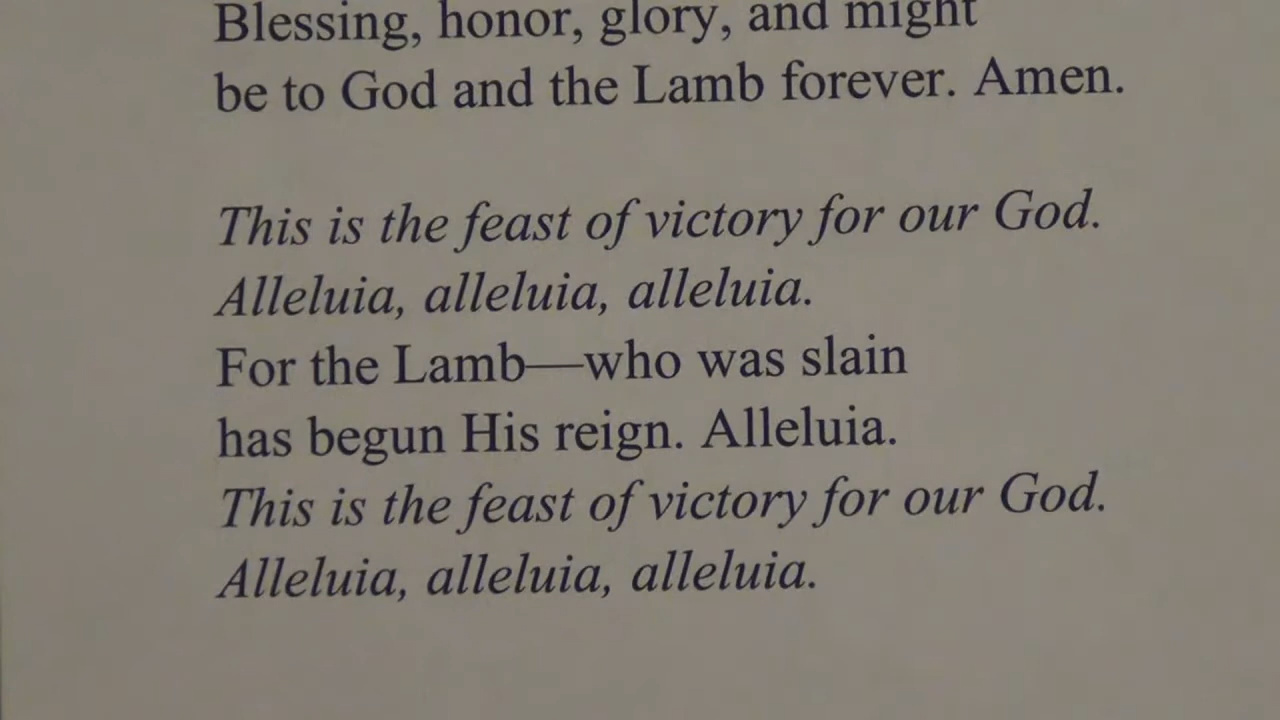 Blessing, honor, glory, and might
be to God and the Lamb forever. Amen.
This is the feast of victory for our God.
Alleluia, alleluia, alleluia.
For the Lamb—who was slain
has begun His reign. Alleluia.
This is the feast of victory for our God.
Alleluia, alleluia, alleluia.